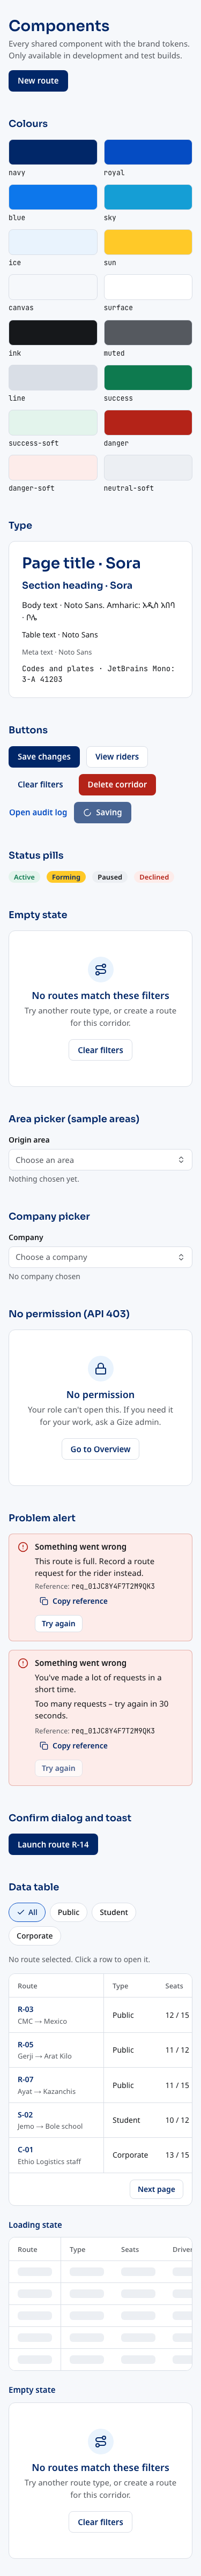 Components
Every shared component with the brand tokens.
Only available in development and test builds.
New route
Colours
navy
royal
blue
sky
ice
sun
canvas
surface
ink
muted
line
success
success-soft
danger
danger-soft
neutral-soft
Type
Page title · Sora
Section heading · Sora
Body text · Noto Sans. Amharic: አዲስ አበባ
· ቦሌ
Table text · Noto Sans
Meta text · Noto Sans
Codes and plates · JetBrains Mono:
3-A 41203
Buttons
Save changes
View riders
Clear filters
Delete corridor
Open audit log
Saving
Status pills
Active
Forming
Paused
Declined
Empty state
No routes match these filters
Try another route type, or create a route
for this corridor.
Clear filters
Area picker (sample areas)
Origin area
Choose an area
Nothing chosen yet.
Company picker
Company
Choose a company
No company chosen
No permission (API 403)
No permission
Your role can't open this. If you need it
for your work, ask a Gize admin.
Go to Overview
Problem alert
Something went wrong
This route is full. Record a route
request for the rider instead.
Reference: req_01JC8Y4F7T2M9QKX3
Copy reference
Try again
Something went wrong
You've made a lot of requests in a
short time.
Too many requests – try again in 30
seconds.
Reference: req_01JC8Y4F7T2M9QKX3
Copy reference
Try again
Confirm dialog and toast
Launch route R-14
Data table
All
Public
Student
Corporate
No route selected. Click a row to open it.
Route Type Seats
R-03
CMC → Mexico
Public 12 / 15
R-05
Gerji → Arat Kilo
Public 11 / 12
R-07
Ayat → Kazanchis
Public 11 / 15
S-02
Jemo → Bole school
Student 10 / 12
C-01
Ethio Logistics staff
Corporate 13 / 15
Next page
Loading state
Route Type Seats Driver
Empty state
No routes match these filters
Try another route type, or create a route
for this corridor.
Clear filters